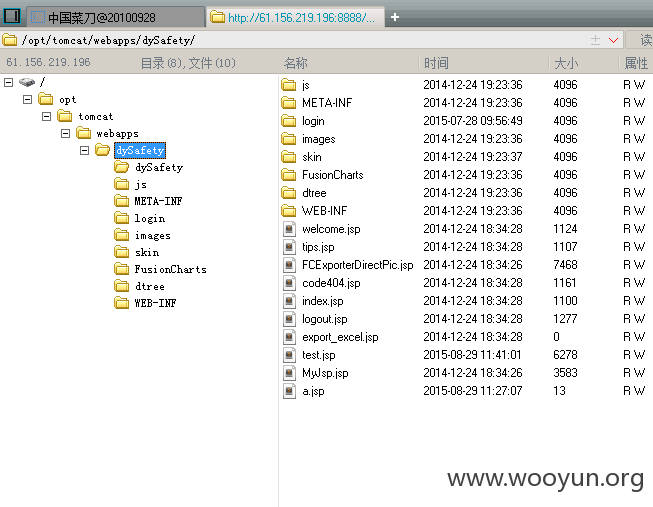 中国菜刀@20100928
http://61.156.219.196:8888/...
/opt/tomcat/webapps/dySafety/
读
61.156.219.196
目录(8),文件(10)
名称 时间 大小 属性
/
opt
tomcat
webapps
dySafety
dySafety
js
META-INF
login
images
skin
FusionCharts
dtree
WEB-INF
js 2014-12-24 19:23:36 4096 R W
META-INF 2014-12-24 19:23:36 4096 R W
login 2015-07-28 09:56:49 4096 R W
images 2014-12-24 19:23:36 4096 R W
skin 2014-12-24 19:23:37 4096 R W
FusionCharts 2014-12-24 19:23:36 4096 R W
dtree 2014-12-24 19:23:36 4096 R W
WEB-INF 2014-12-24 19:23:36 4096 R W
welcome.jsp 2014-12-24 18:34:28 1124 R W
tips.jsp 2014-12-24 18:34:28 1107 R W
FCExporterDirectPic.jsp 2014-12-24 18:34:26 7468 R W
code404.jsp 2014-12-24 18:34:28 1161 R W
index.jsp 2014-12-24 18:34:28 1100 R W
logout.jsp 2014-12-24 18:34:28 1277 R W
export_excel.jsp 2014-12-24 18:34:28 0 R W
test.jsp 2015-08-29 11:41:01 6278 R W
MyJsp.jsp 2014-12-24 18:34:26 3583 R W
a.jsp 2015-08-29 11:27:07 13 R W
www.wooyun.org